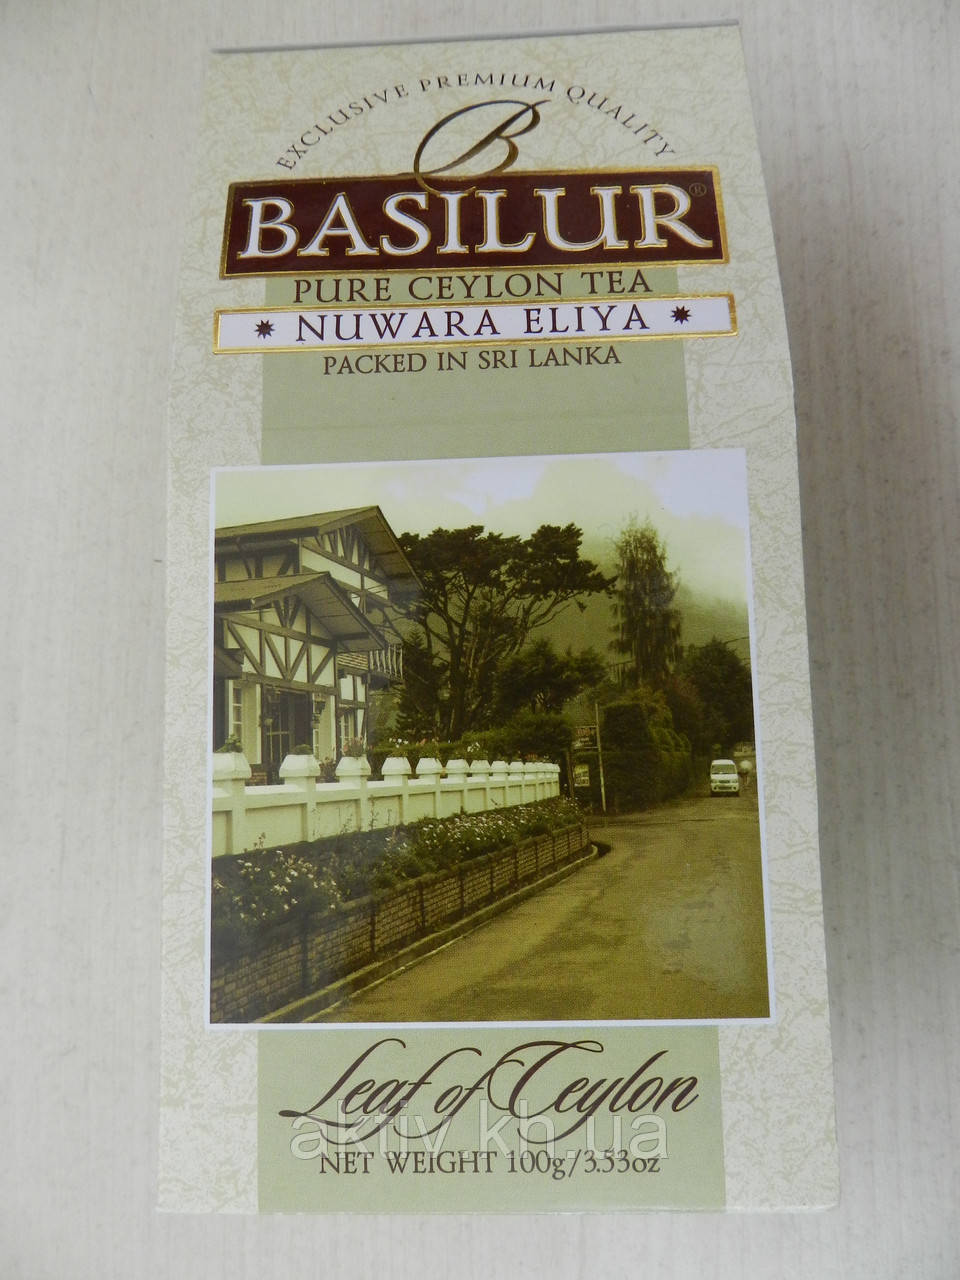 EXCLUSIVE PREMIUM QUALITY
B
BASILUR®
PURE CEYLON TEA
NUWARA ELIYA
PACKED IN SRI LANKA
Leaf of Ceylon
aktiv.kh.ua
NET WEIGHT 100g/3.53oz